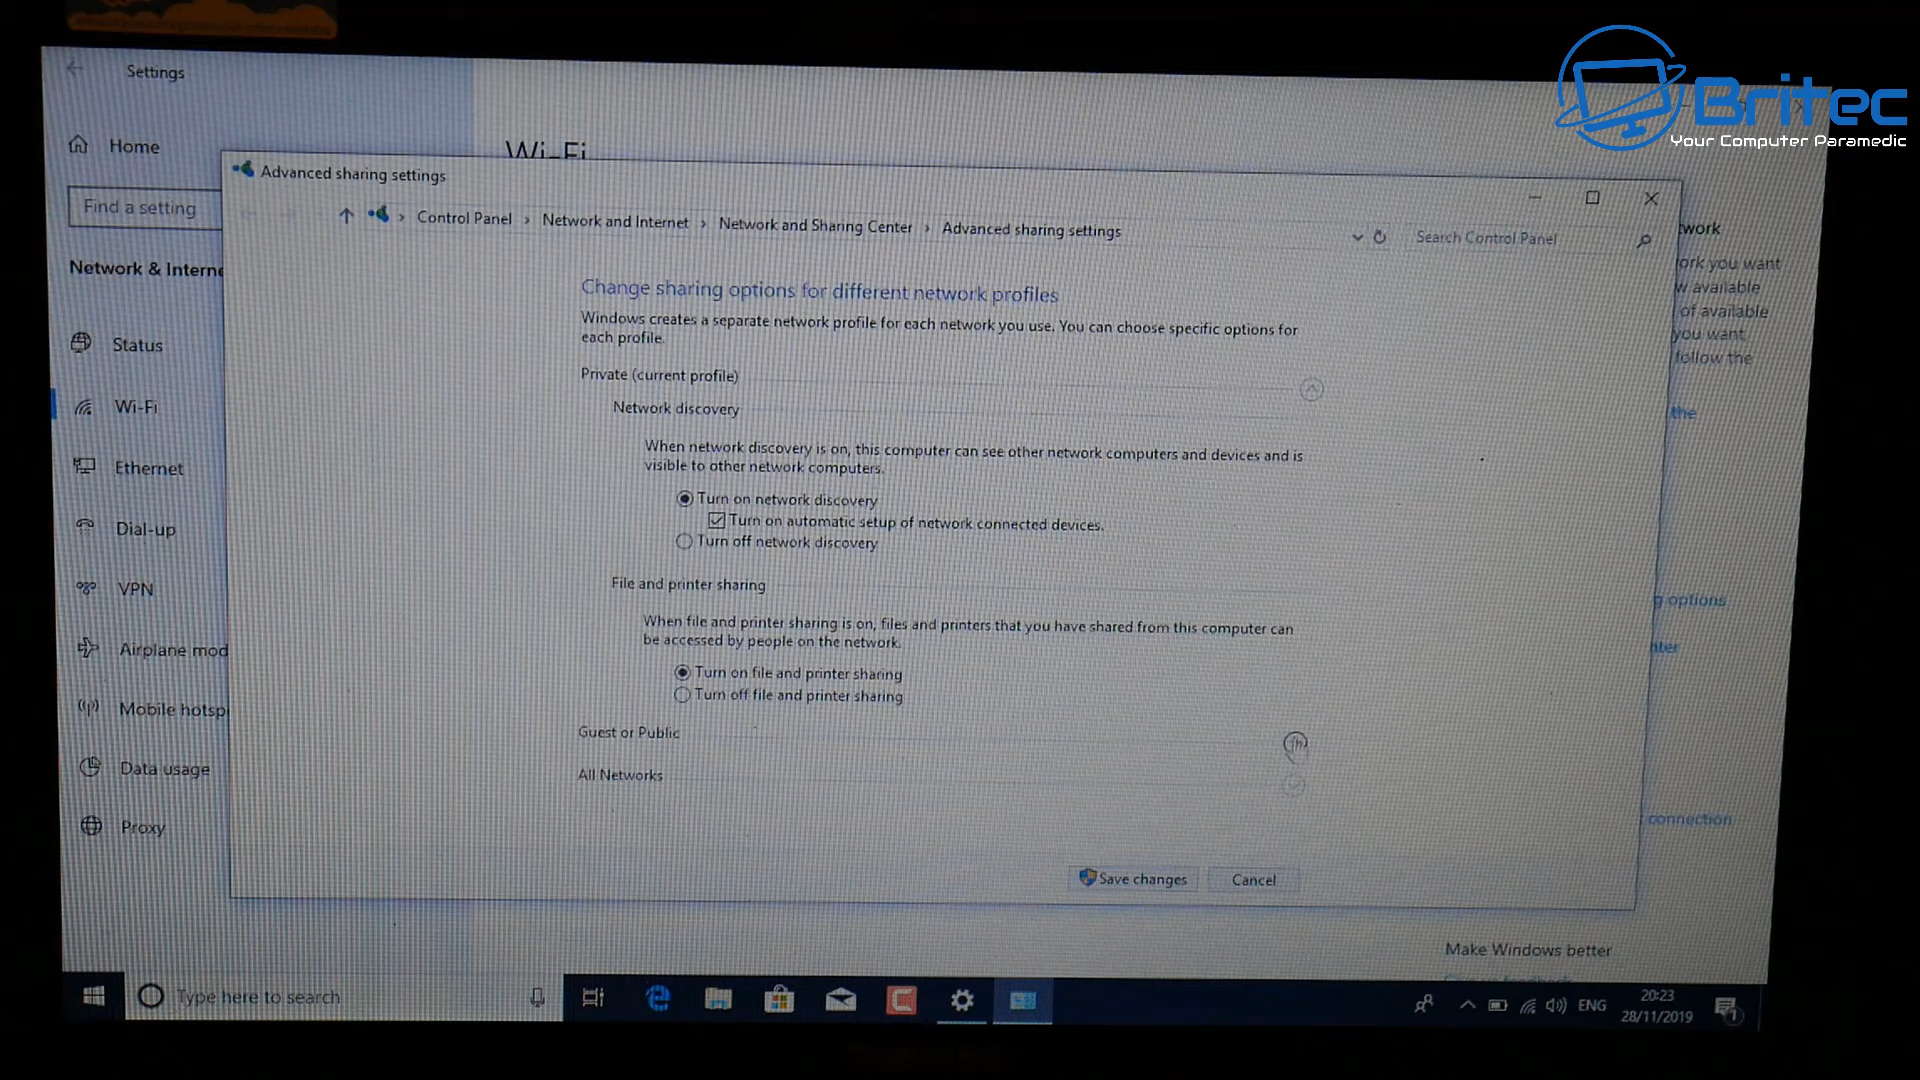 Britec
Your Computer Paramedic
Settings
Home
Find a setting
Network & Interne
Status
Wi-Fi
Ethernet
Dial-up
VPN
Airplane mod
Mobile hotsp
Data usage
Proxy
Wi-Fi
Advanced sharing settings
Control Panel › Network and Internet › Network and Sharing Center › Advanced sharing settings
Search Control Panel
Change sharing options for different network profiles
Windows creates a separate network profile for each network you use. You can choose specific options for
each profile.
Private (current profile)
Network discovery
When network discovery is on, this computer can see other network computers and devices and is
visible to other network computers.
Turn on network discovery
Turn on automatic setup of network connected devices.
Turn off network discovery
File and printer sharing
When file and printer sharing is on, files and printers that you have shared from this computer can
be accessed by people on the network.
Turn on file and printer sharing
Turn off file and printer sharing
Guest or Public
All Networks
Save changes
Cancel
twork
ork you want
w available
of available
you want,
follow the
the
g options
nter
connection
Make Windows better
Type here to search
ENG
20:23
28/11/2019
1